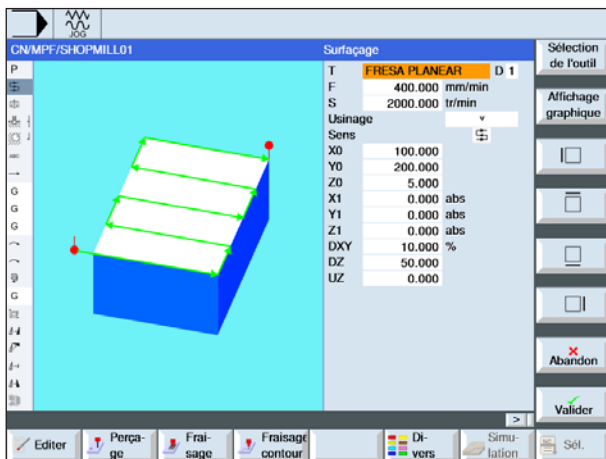 JOG
CN/MPF/SHOPMILL01
Surfaçage
Sélection de l'outil
P
T FRESA PLANEAR D 1
F 400.000 mm/min
S 2000.000 tr/min
Usinage v
Sens
X0 100.000
Y0 200.000
Z0 5.000
X1 0.000 abs
Y1 0.000 abs
Z1 0.000 abs
DXY 10.000 %
DZ 50.000
UZ 0.000
G
G
G
G
Affichage graphique
Abandon
Valider
>
Editer
Perça-
ge
Frai-
sage
Fraisage
contour
Di-
vers
Simu-
lation
Sél.